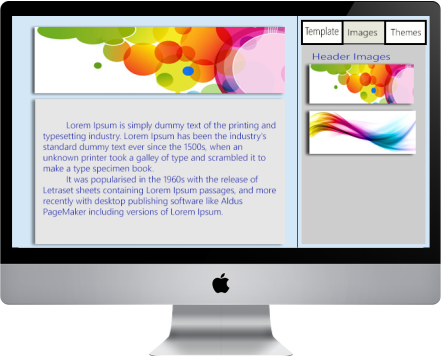 Template Images Themes
Header Images
Lorem Ipsum is simply dummy text of the printing and
typesetting industry. Lorem Ipsum has been the industry's
standard dummy text ever since the 1500s, when an
unknown printer took a galley of type and scrambled it to
make a type specimen book.
It was popularised in the 1960s with the release of
Letraset sheets containing Lorem Ipsum passages, and more
recently with desktop publishing software like Aldus
PageMaker including versions of Lorem Ipsum.